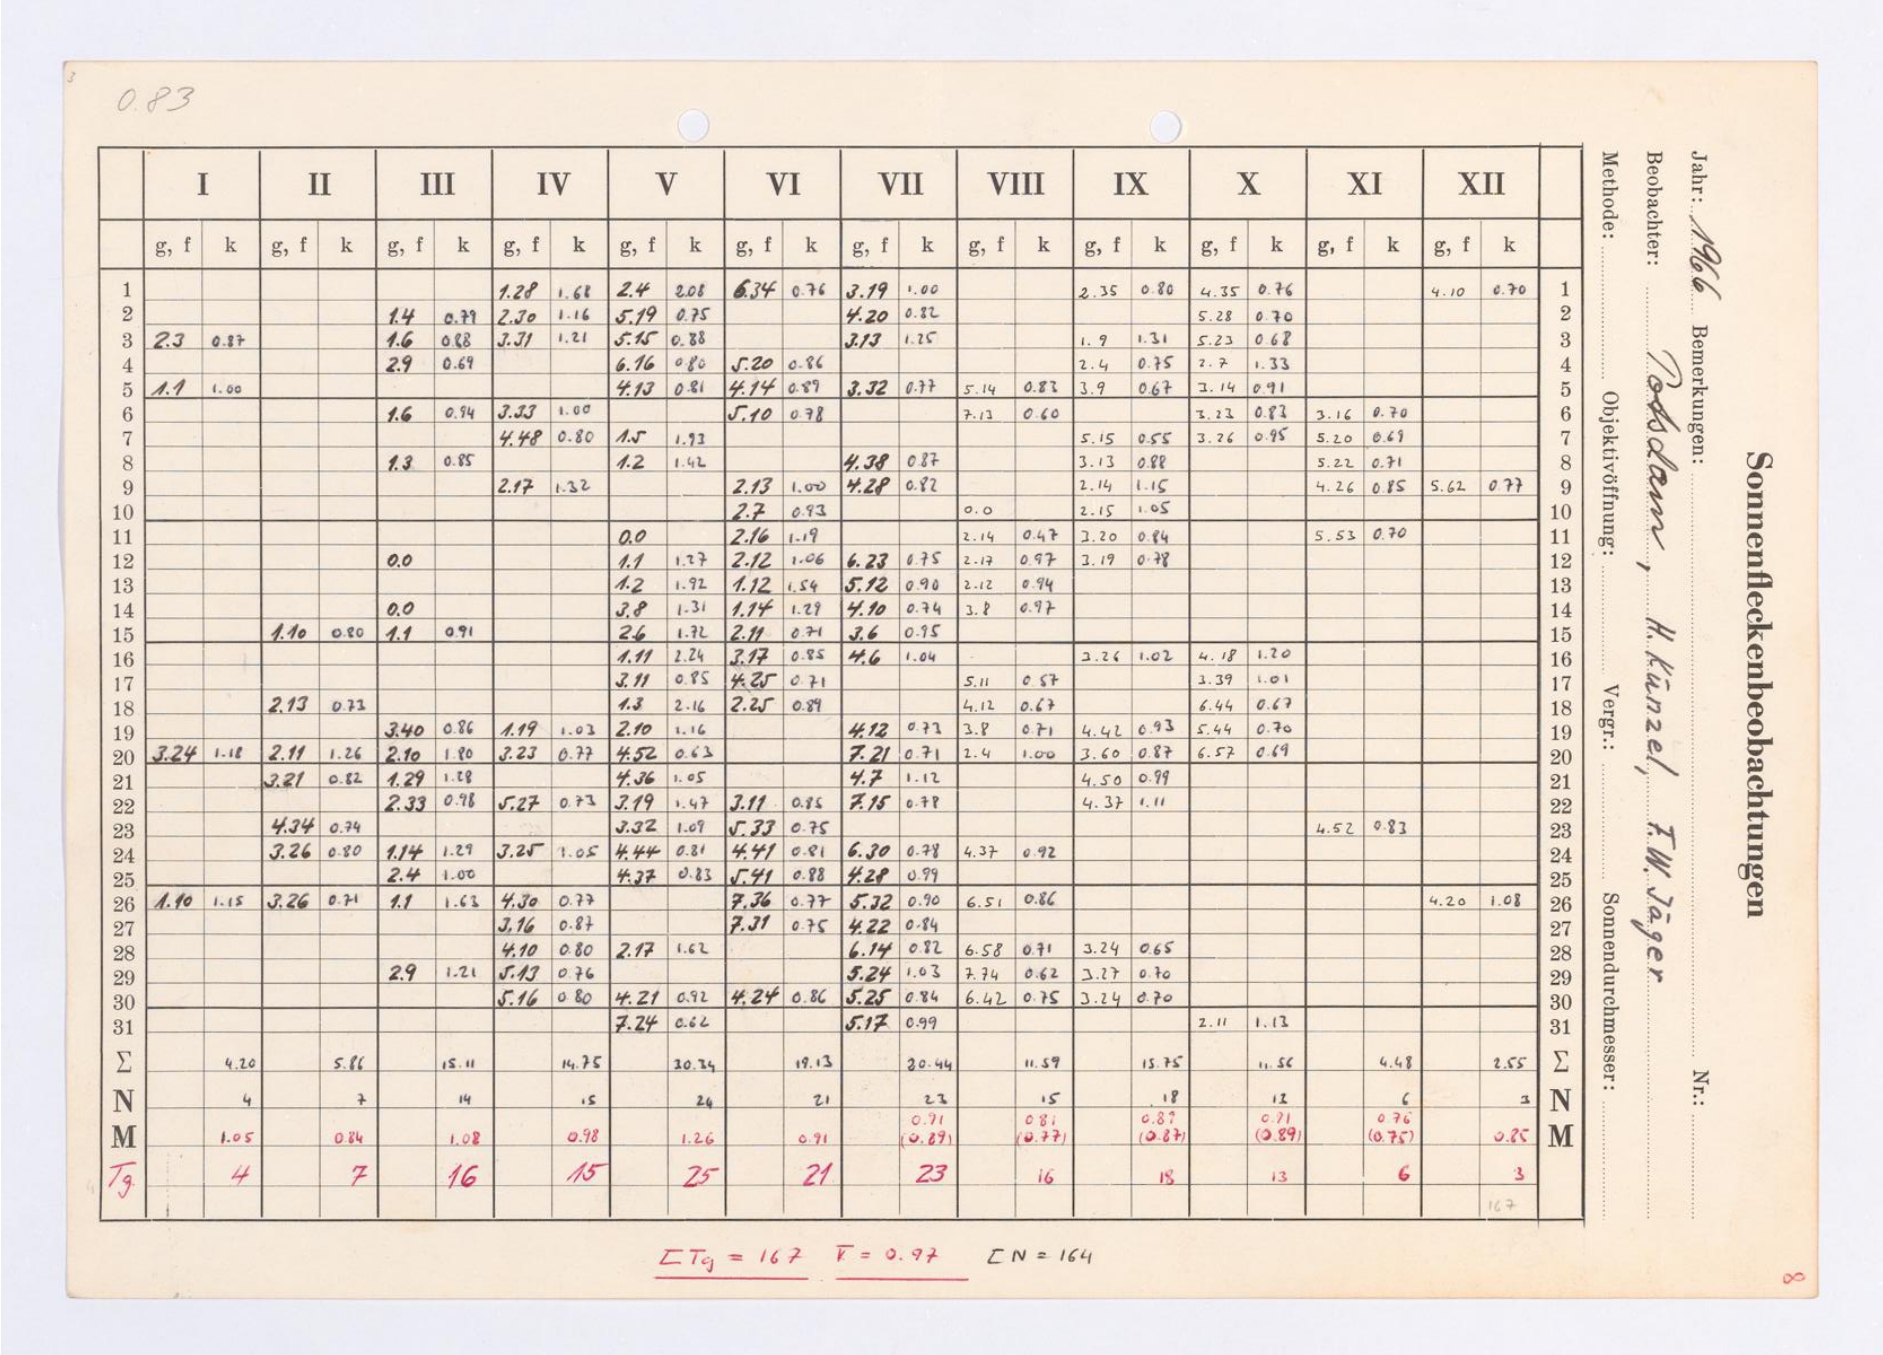 3
0.83
I II III IV V VI VII VIII IX X XI XII
g, f k g, f k g, f k g, f k g, f k g, f k g, f k g, f k g, f k g, f k g, f k g, f k
1 1.28 1.68 2.4 2.08 6.34 0.76 3.19 1.00 2.35 0.80 4.35 0.76 4.10 0.70 1
2 1.4 0.79 2.30 1.16 5.19 0.75 4.20 0.82 5.28 0.70 2
3 2.3 0.87 1.6 0.88 3.31 1.21 5.15 0.88 3.13 1.25 1.9 1.31 5.23 0.68 3
4 2.9 0.69 6.16 0.80 5.20 0.86 2.4 0.75 2.7 1.33 4
5 1.1 1.00 4.13 0.81 4.14 0.89 3.32 0.77 5.14 0.83 3.9 0.67 3.14 0.91 5
6 1.6 0.94 3.33 1.00 5.10 0.78 7.13 0.60 3.23 0.83 3.16 0.70 6
7 4.48 0.80 1.5 1.93 5.15 0.55 3.26 0.95 5.20 0.69 7
8 1.3 0.85 1.2 1.42 4.38 0.87 3.13 0.88 5.22 0.71 8
9 2.17 1.32 2.13 1.00 4.28 0.82 2.14 1.15 4.26 0.85 5.62 0.77 9
10 2.7 0.93 0.0 2.15 1.05 10
11 0.0 2.16 1.19 2.14 0.47 3.20 0.84 5.53 0.70 11
12 0.0 1.1 1.27 2.12 1.06 6.23 0.75 2.17 0.97 3.19 0.78 12
13 1.2 1.92 1.12 1.54 5.12 0.90 2.12 0.94 13
14 0.0 3.8 1.31 1.14 1.29 4.10 0.74 3.8 0.97 14
15 1.10 0.80 1.1 0.91 2.6 1.72 2.11 0.71 3.6 0.95 15
16 1.11 2.24 3.17 0.85 4.6 1.04 3.26 1.02 4.18 1.20 16
17 3.11 0.85 4.25 0.71 5.11 0.57 3.39 1.01 17
18 2.13 0.73 1.3 2.16 2.25 0.89 4.12 0.67 6.44 0.67 18
19 3.40 0.86 1.19 1.03 2.10 1.16 4.12 0.73 3.8 0.71 4.42 0.93 5.44 0.70 19
20 3.24 1.18 2.11 1.26 2.10 1.80 3.23 0.77 4.52 0.63 7.21 0.71 2.4 1.00 3.60 0.87 6.57 0.69 20
21 3.21 0.82 1.29 1.28 4.36 1.05 4.7 1.12 4.50 0.99 21
22 2.33 0.98 5.27 0.73 3.19 1.47 3.11 0.85 7.15 0.78 4.37 1.11 22
23 4.34 0.74 3.32 1.09 5.33 0.75 4.52 0.83 23
24 3.26 0.80 1.14 1.29 3.25 1.05 4.44 0.81 4.41 0.81 6.30 0.78 4.37 0.92 24
25 2.4 1.00 4.37 0.83 5.41 0.88 4.28 0.99 25
26 1.10 1.15 3.26 0.71 1.1 1.63 4.30 0.77 7.36 0.77 5.32 0.90 6.51 0.86 4.20 1.08 26
27 3.16 0.87 7.31 0.75 4.22 0.84 27
28 4.10 0.80 2.17 1.62 6.14 0.82 6.58 0.71 3.24 0.65 28
29 2.9 1.21 5.13 0.76 5.24 1.03 7.74 0.62 3.27 0.70 29
30 5.16 0.80 4.21 0.92 4.24 0.86 5.25 0.84 6.42 0.75 3.24 0.70 30
31 7.24 0.62 5.17 0.99 2.11 1.13 31
Σ 4.20 5.86 15.11 14.75 30.34 19.13 20.44 11.59 15.75 11.56 4.48 2.55 Σ
N 4 7 14 15 24 21 23 15 18 12 6 3 N
0.91 0.81 0.89 0.91 0.76
M 1.05 0.84 1.08 0.98 1.26 0.91 (0.89) (0.77) (0.87) (0.89) (0.75) 0.85 M
Tg 4 7 16 15 25 21 23 16 18 13 6 3
167
ΣTg = 167 k̅ = 0.97 ΣN = 164
8
Sonnenfleckenbeobachtungen
Jahr: 1966 Bemerkungen: Nr.:
Beobachter: Potsdam, H. Künzel, F.W. Jäger
Methode: Objektivöffnung: Vergr.: Sonnendurchmesser: